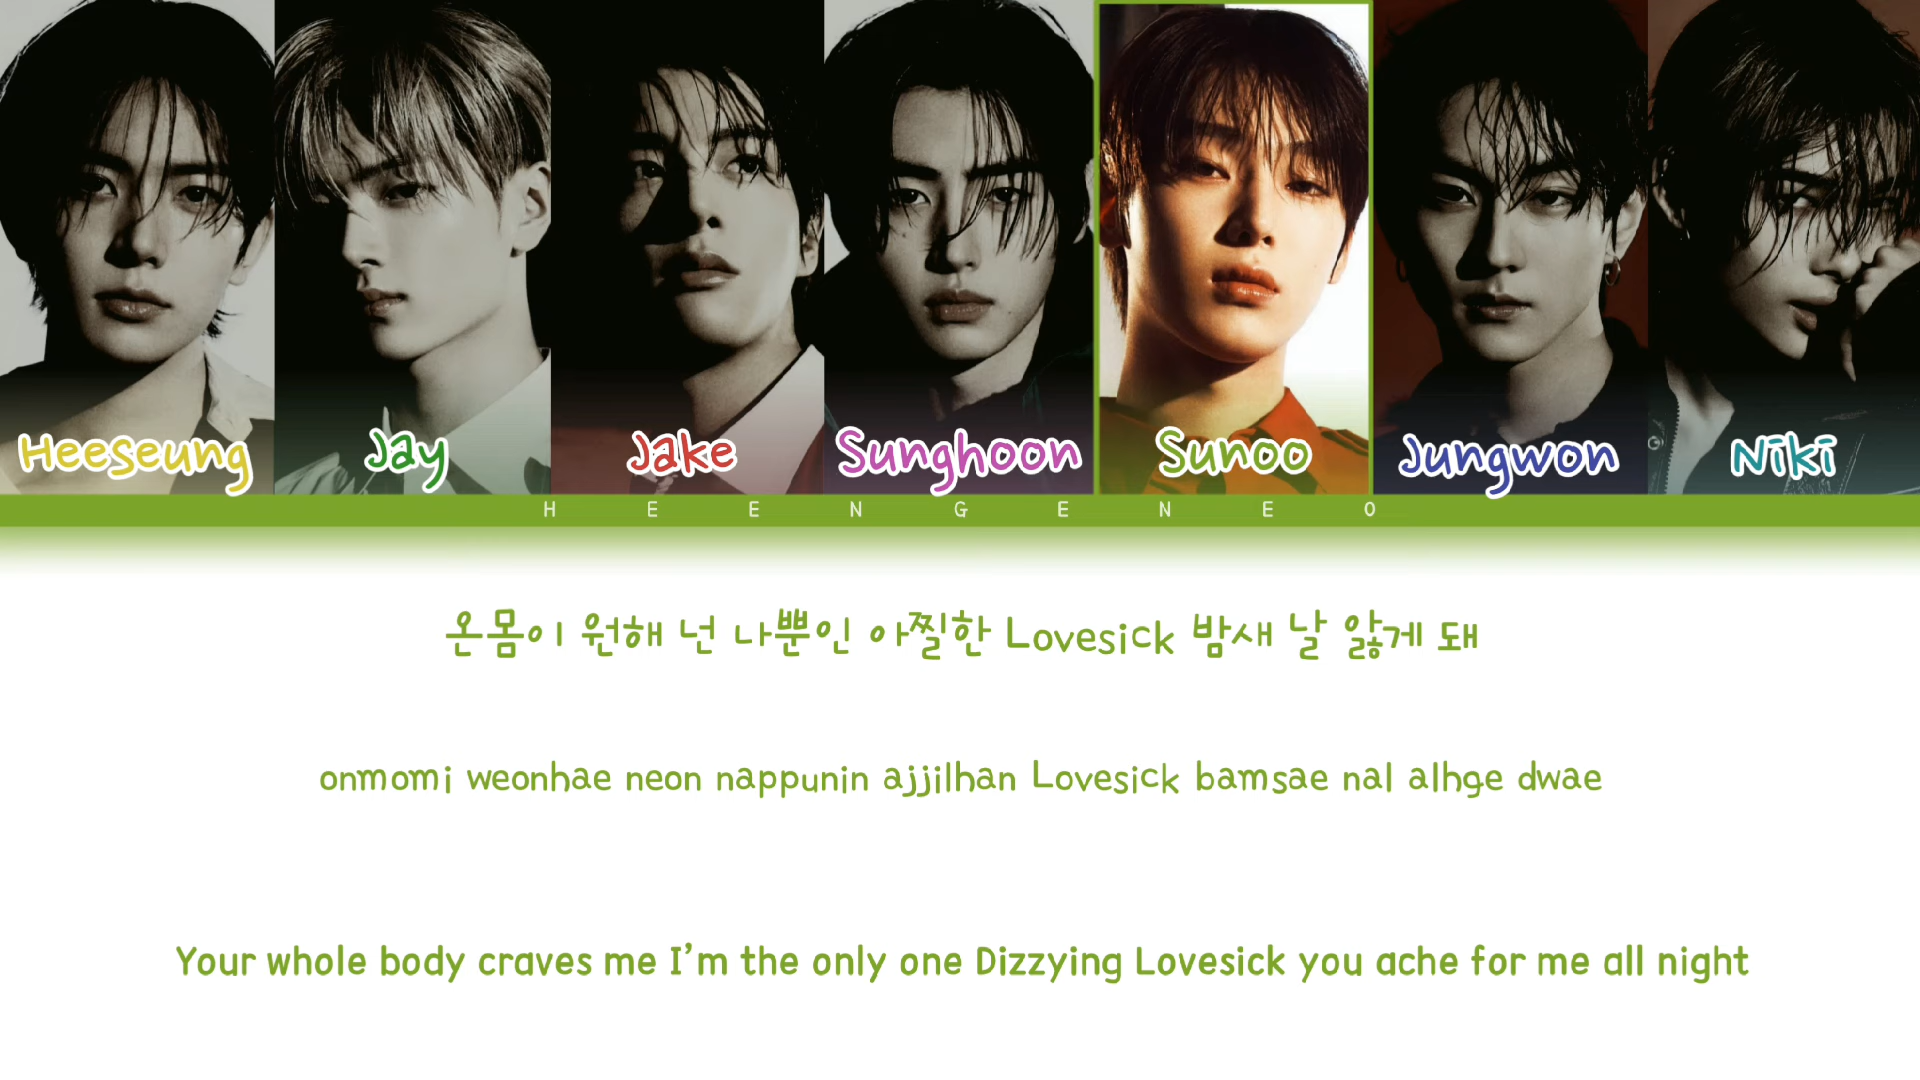 Heeseung Jay Jake Sunghoon Sunoo Jungwon Niki
HEENGENEO
온몸이 원해 넌 나뿐인 아찔한 Lovesick 밤새 날 앓게 돼
onmomi weonhae neon nappunin ajjilhan Lovesick bamsae nal alhge dwae
Your whole body craves me I'm the only one Dizzying Lovesick you ache for me all night